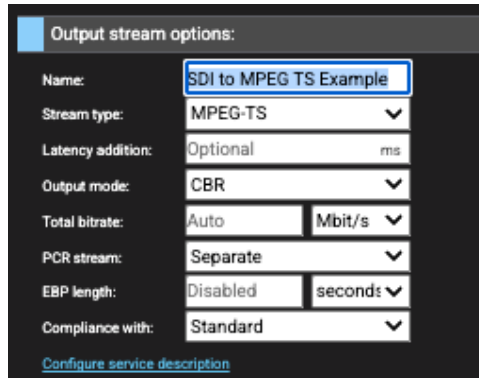 Output stream options:
Name: SDI to MPEG TS Example
Stream type: MPEG-TS
Latency addition: Optional ms
Output mode: CBR
Total bitrate: Auto Mbit/s
PCR stream: Separate
EBP length: Disabled seconds
Compliance with: Standard
Configure service description